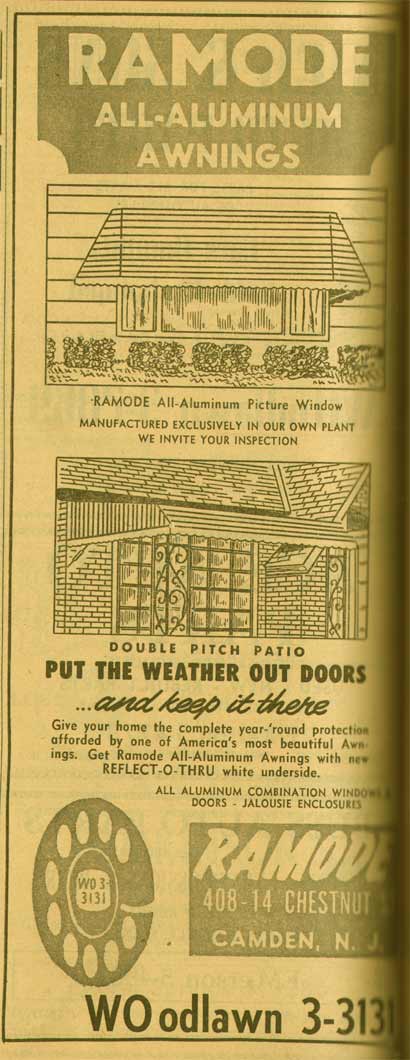 RAMODE
ALL-ALUMINUM
AWNINGS
RAMODE All-Aluminum Picture Window
MANUFACTURED EXCLUSIVELY IN OUR OWN PLANT
WE INVITE YOUR INSPECTION
DOUBLE PITCH PATIO
PUT THE WEATHER OUT DOORS
...and keep it there
Give your home the complete year-'round protection
afforded by one of America's most beautiful Awn-
ings. Get Ramode All-Aluminum Awnings with new
REFLECT-O-THRU white underside.
ALL ALUMINUM COMBINATION WINDOWS &
DOORS - JALOUSIE ENCLOSURES
WO 3-
3131
RAMODE
408-14 CHESTNUT
CAMDEN, N. J.
WOodlawn 3-3131